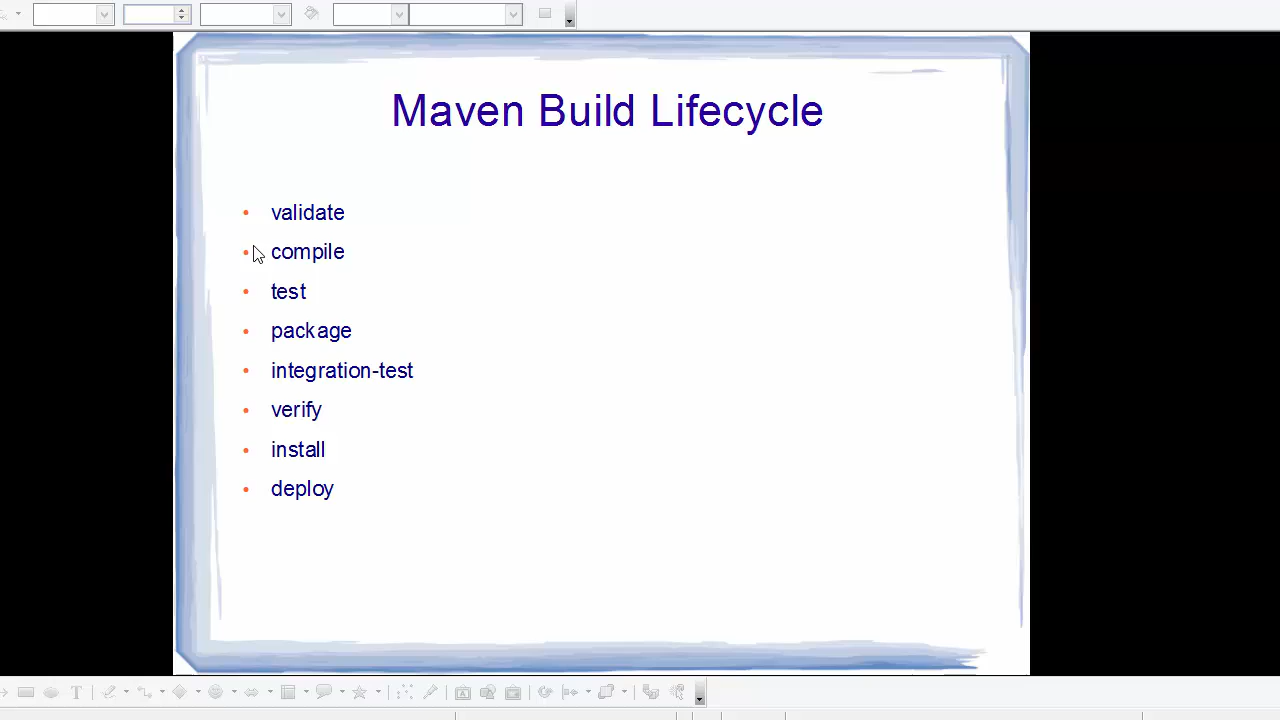 Maven Build Lifecycle
• validate
• compile
• test
• package
• integration-test
• verify
• install
• deploy